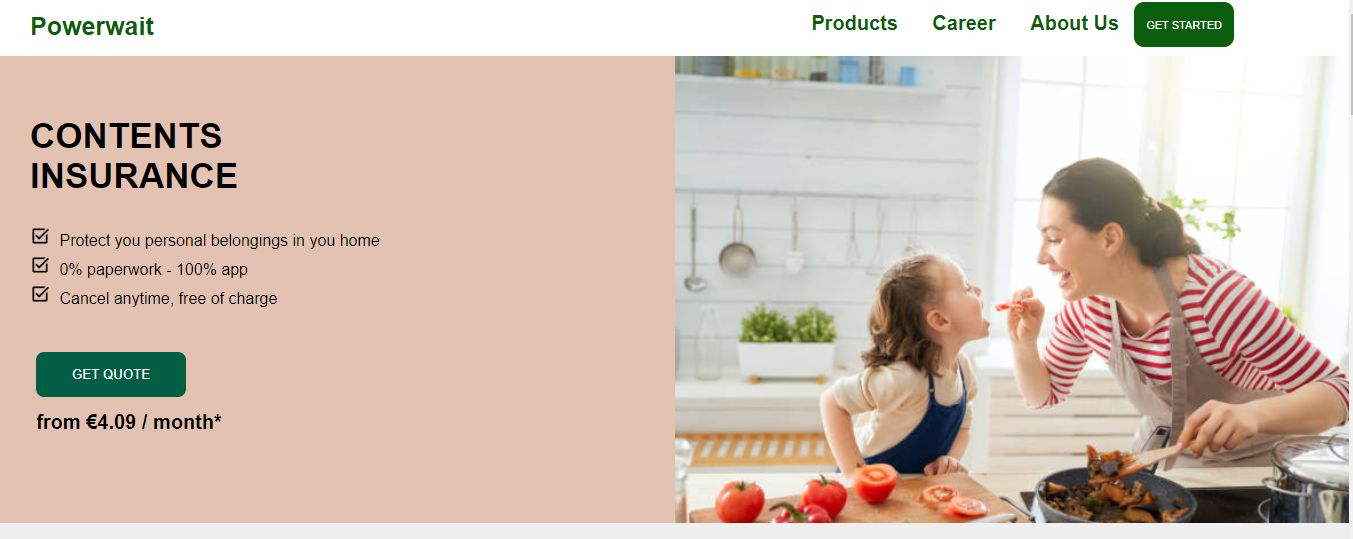 Powerwait
Products Career About Us GET STARTED
CONTENTS
INSURANCE
Protect you personal belongings in you home
0% paperwork - 100% app
Cancel anytime, free of charge
GET QUOTE
from €4.09 / month*